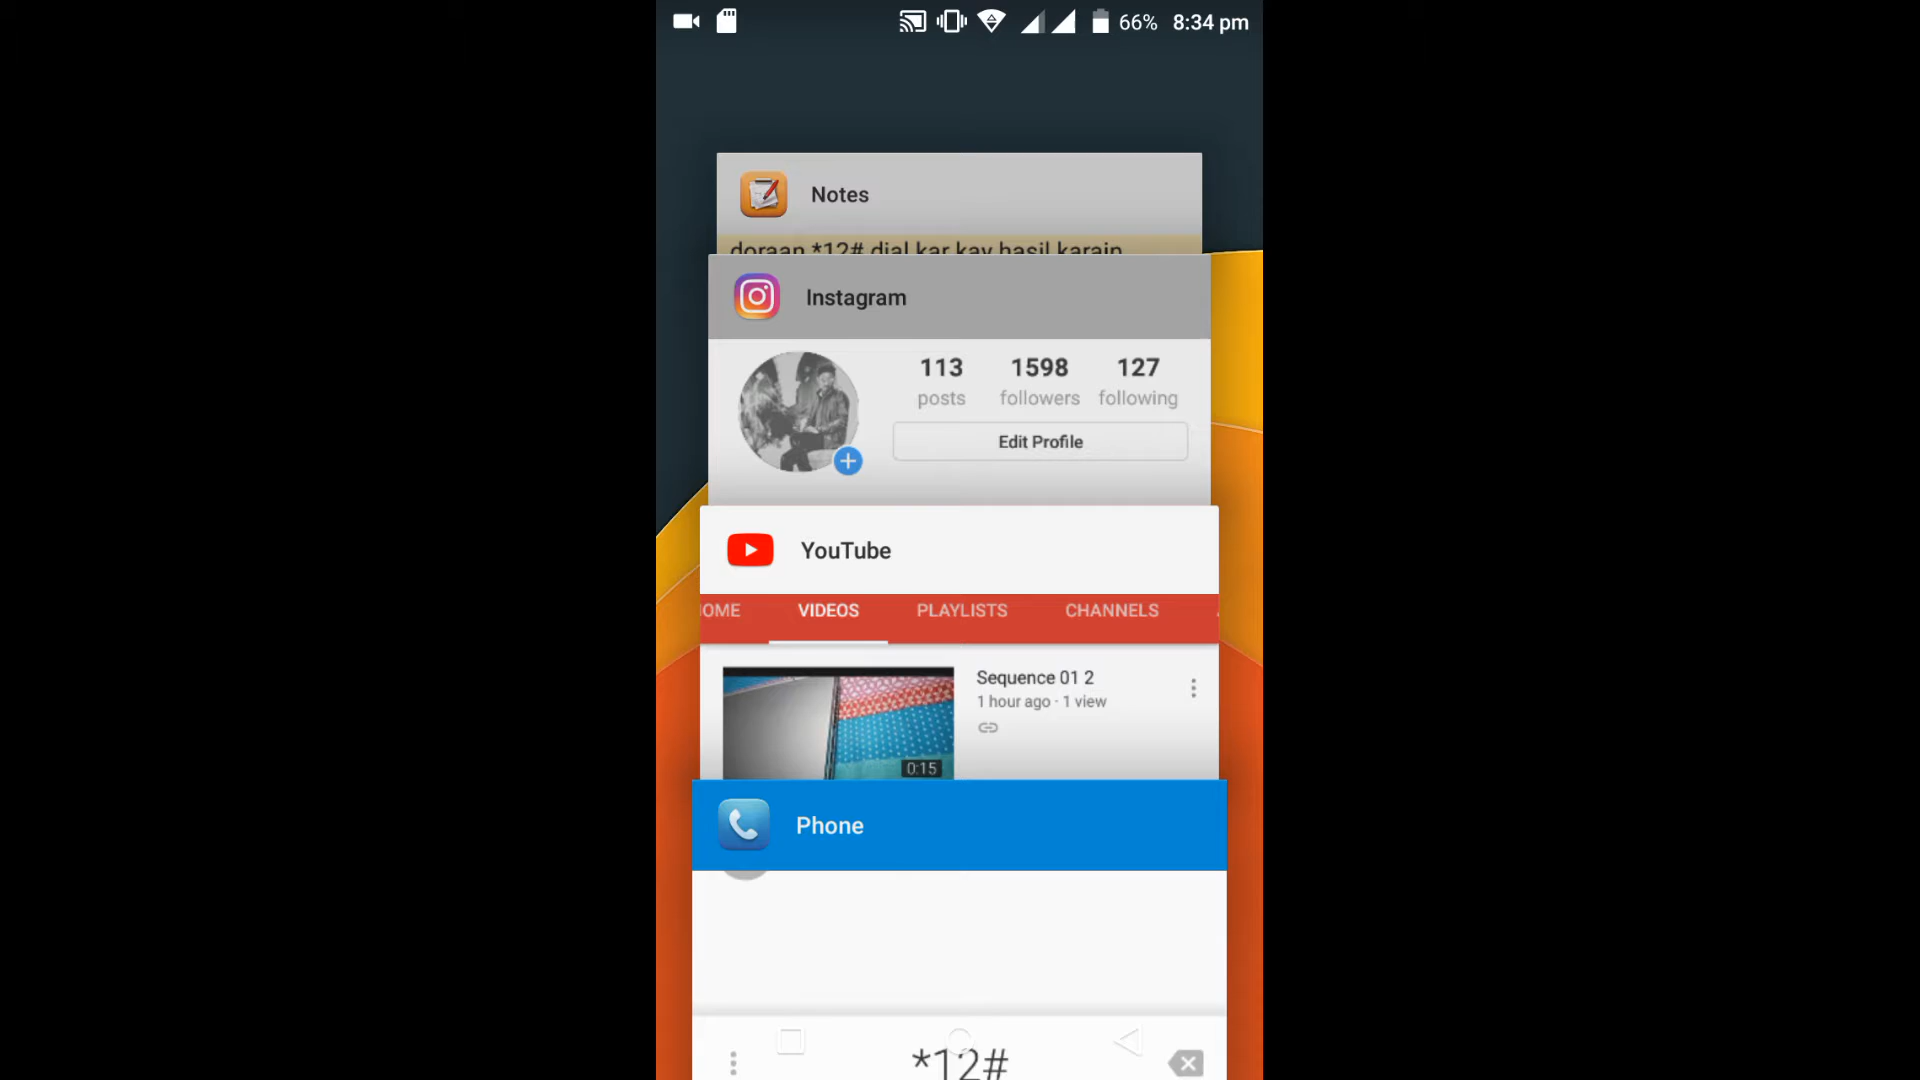 66% 8:34 pm
Notes
doraan *12# dial kar kay hasil karain
Instagram
113 1598 127
posts followers following
Edit Profile
YouTube
OME VIDEOS PLAYLISTS CHANNELS
Sequence 01 2
1 hour ago · 1 view
0:15
Phone
*12#